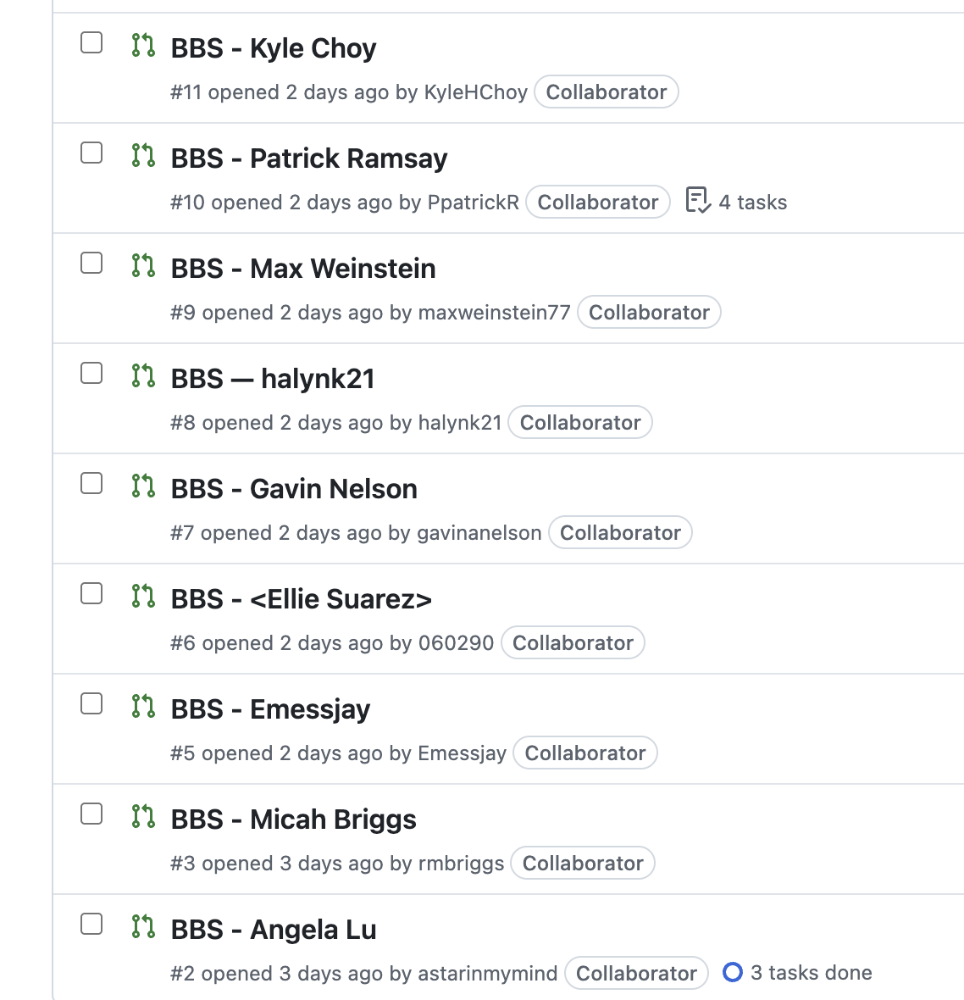 BBS - Kyle Choy
#11 opened 2 days ago by KyleHChoy Collaborator
BBS - Patrick Ramsay
#10 opened 2 days ago by PpatrickR Collaborator 4 tasks
BBS - Max Weinstein
#9 opened 2 days ago by maxweinstein77 Collaborator
BBS — halynk21
#8 opened 2 days ago by halynk21 Collaborator
BBS - Gavin Nelson
#7 opened 2 days ago by gavinanelson Collaborator
BBS - <Ellie Suarez>
#6 opened 2 days ago by 060290 Collaborator
BBS - Emessjay
#5 opened 2 days ago by Emessjay Collaborator
BBS - Micah Briggs
#3 opened 3 days ago by rmbriggs Collaborator
BBS - Angela Lu
#2 opened 3 days ago by astarinmymind Collaborator 3 tasks done